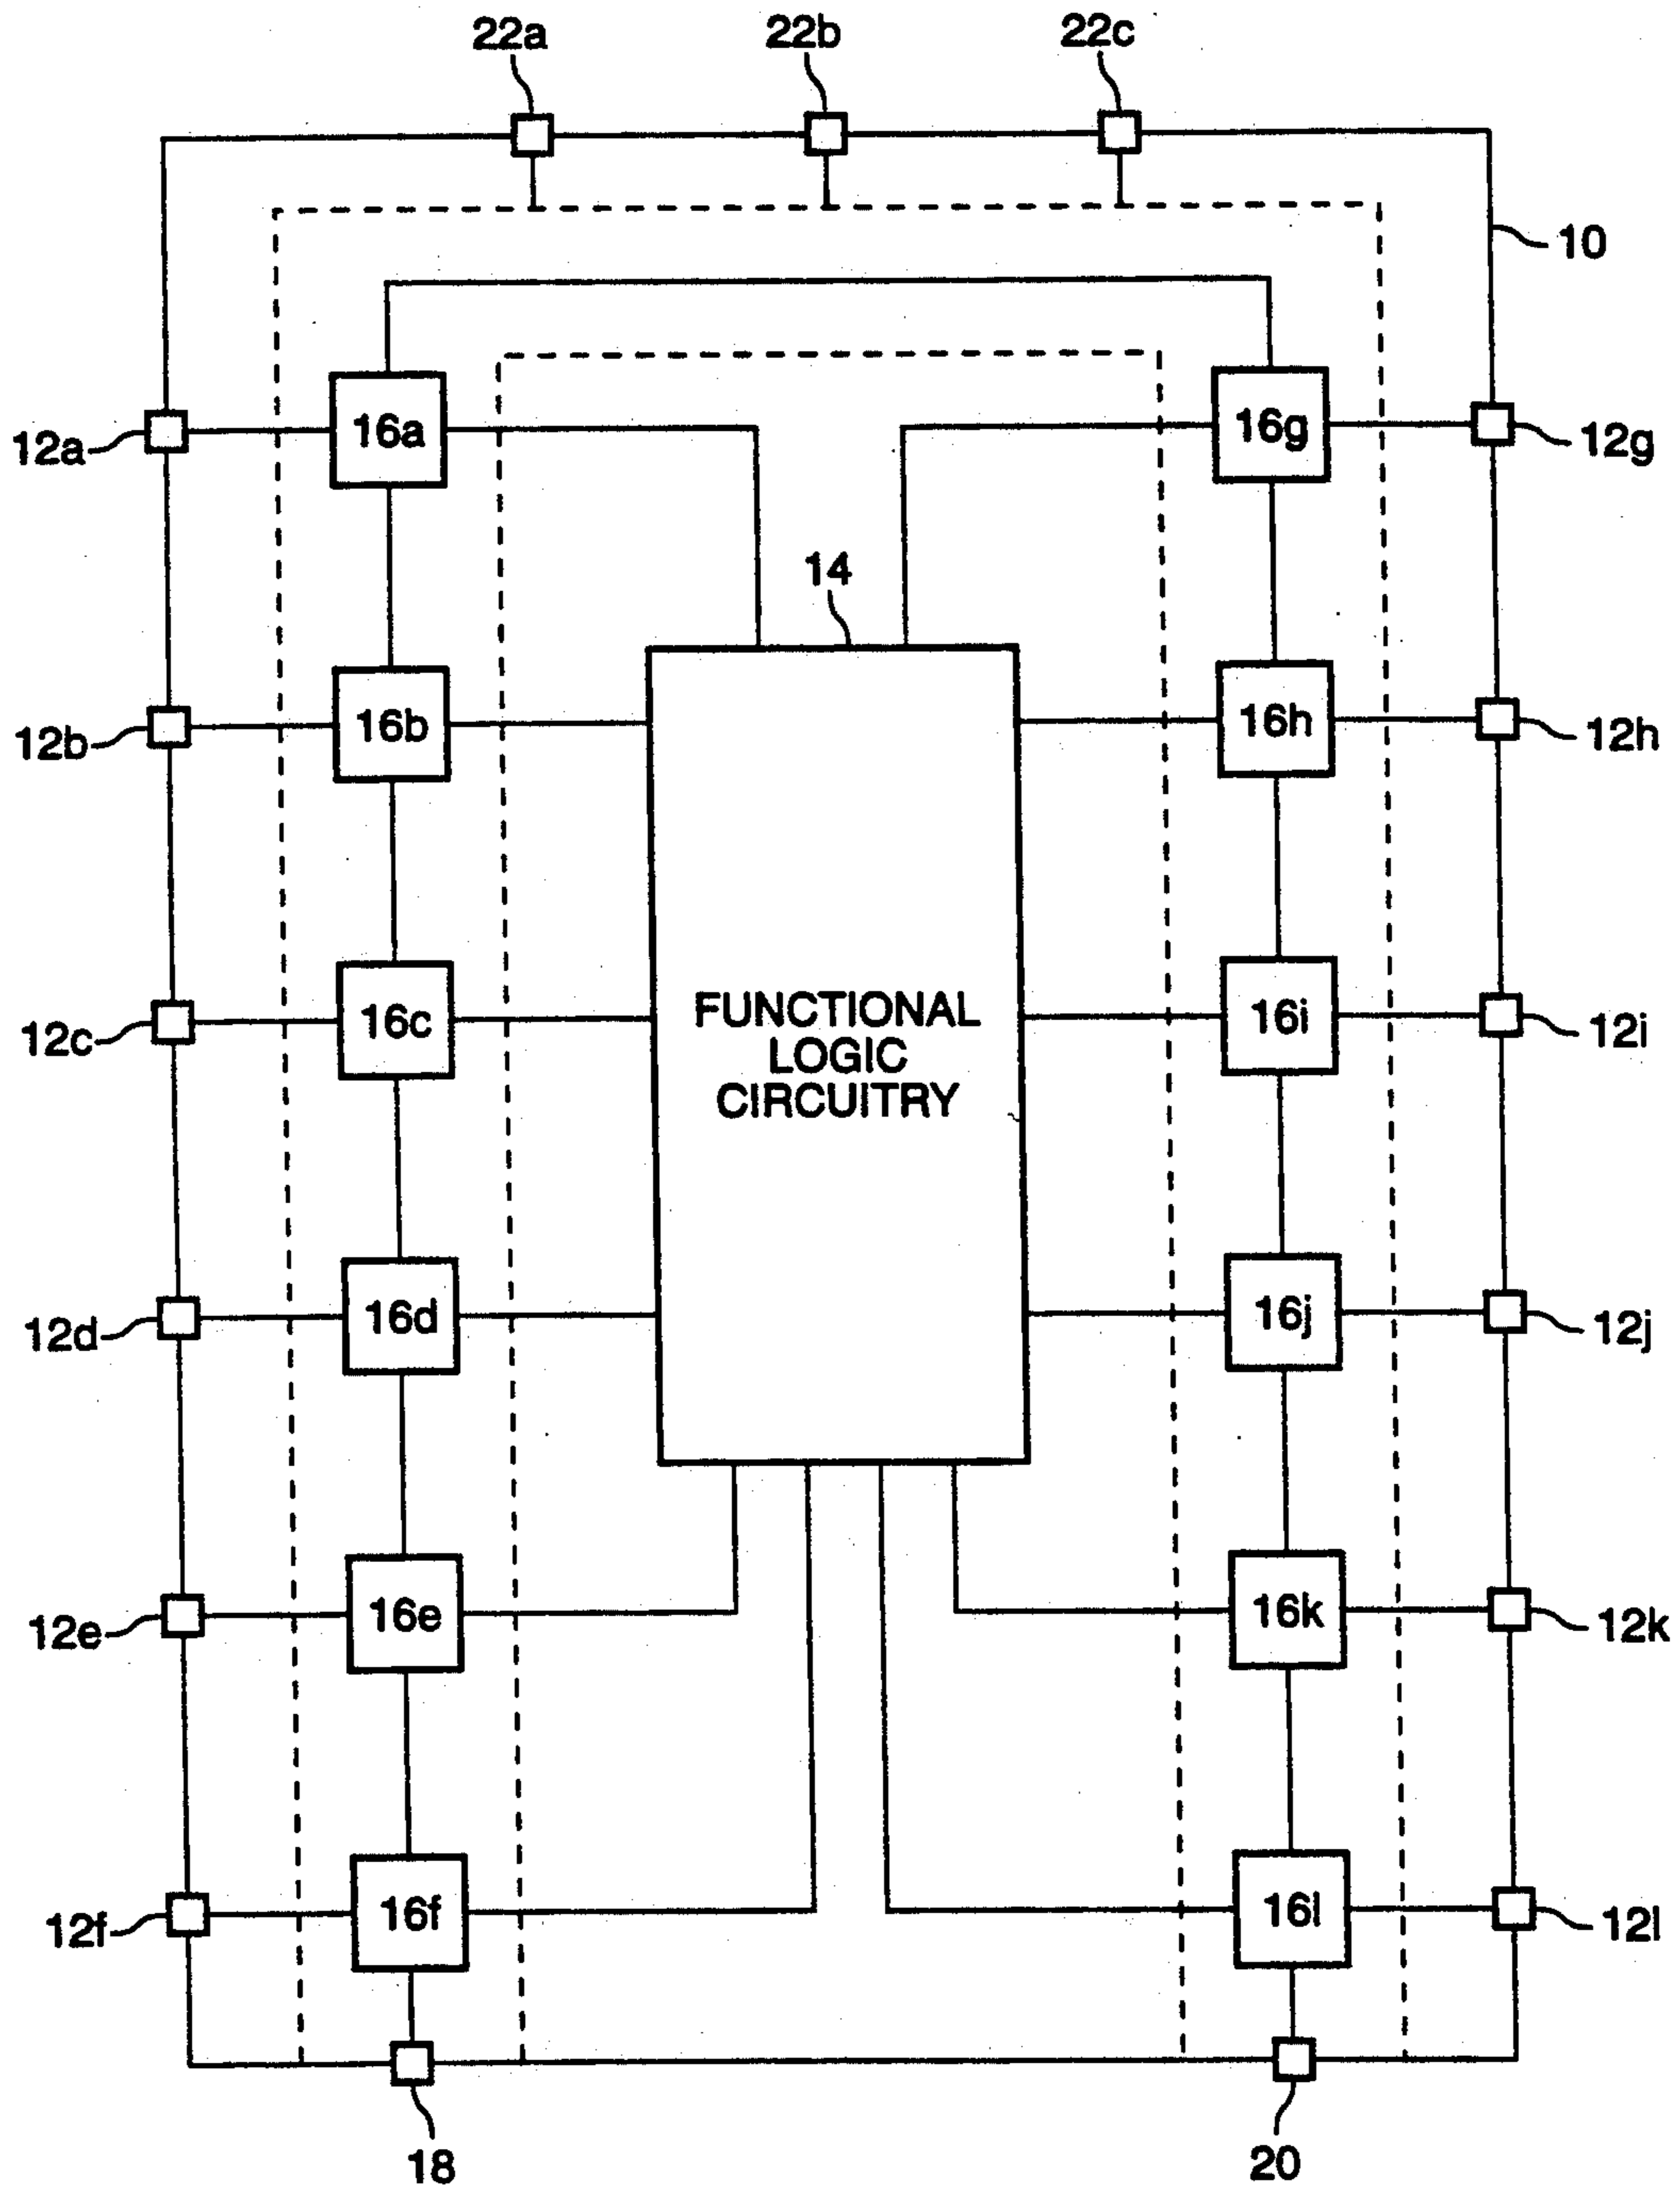 22a 22b 22c
10
12a 16a 16g 12g
14
12b 16b 16h 12h
FUNCTIONAL
LOGIC
CIRCUITRY
12c 16c 16i 12i
12d 16d 16j 12j
12e 16e 16k 12k
12f 16f 16l 12l
18 20